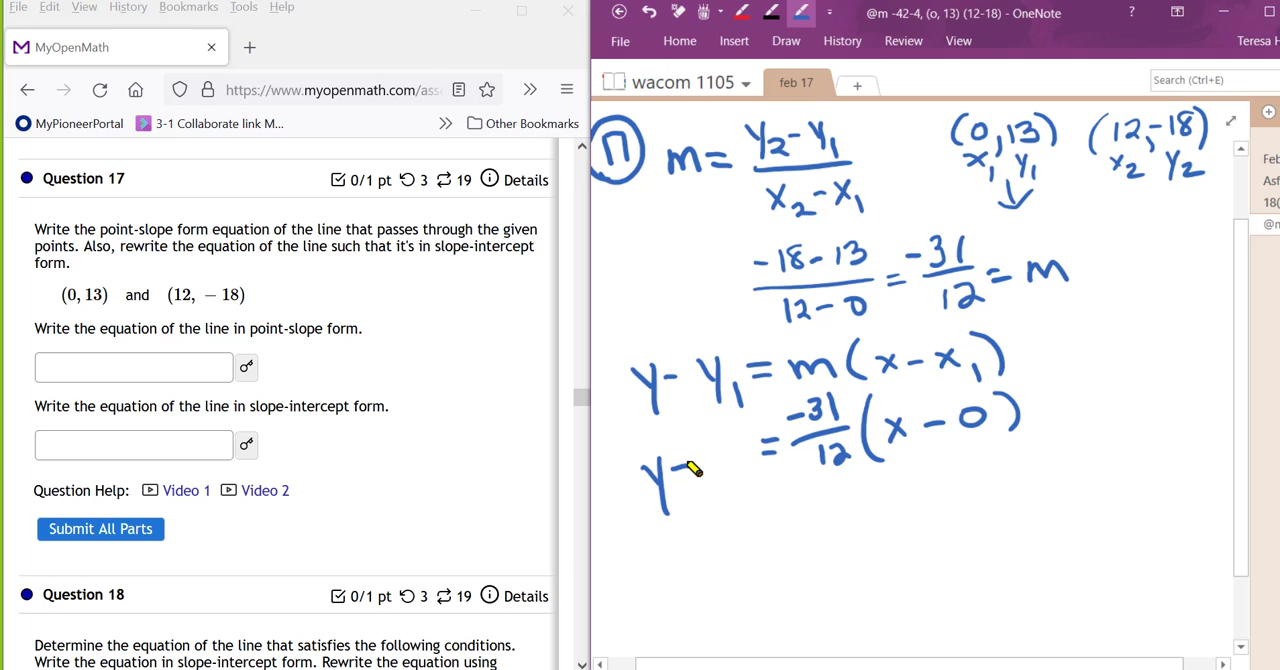 File Edit View History Bookmarks Tools Help
MyOpenMath
https://www.myopenmath.com/ass
MyPioneerPortal 3-1 Collaborate link M... Other Bookmarks
Question 17 0/1 pt 3 19 Details
Write the point-slope form equation of the line that passes through the given
points. Also, rewrite the equation of the line such that it's in slope-intercept
form.
(0, 13) and (12, − 18)
Write the equation of the line in point-slope form.
Write the equation of the line in slope-intercept form.
Question Help: Video 1 Video 2
Submit All Parts
Question 18 0/1 pt 3 19 Details
Determine the equation of the line that satisfies the following conditions.
Write the equation in slope-intercept form. Rewrite the equation using
@m -42-4, (o, 13) (12-18) - OneNote ?
File Home Insert Draw History Review View Teresa H
wacom 1105 feb 17 Search (Ctrl+E)
Feb
Asf
18(
@m
17 m = y₂ - y₁ / x₂ - x₁ (0, 13) (12, -18)
x₁ y₁ x₂ y₂
-18 - 13 / 12 - 0 = -31 / 12 = m
y - y₁ = m(x - x₁)
y - = -31 / 12 (x - 0)